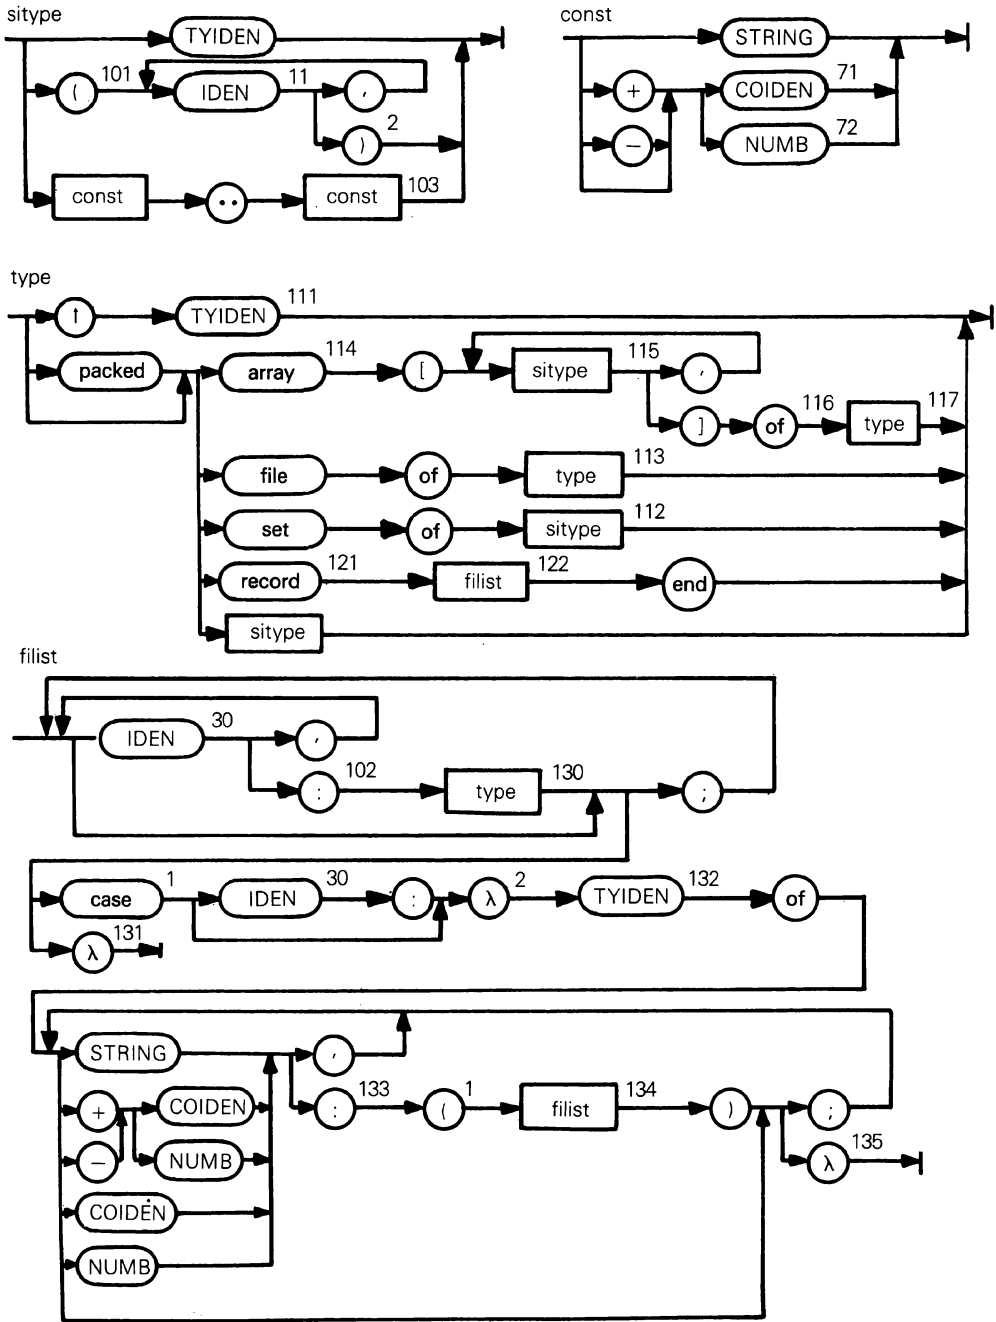 sitype
TYIDEN
( 101 IDEN 11 ,
) 2
const .. const 103
const
STRING
+ COIDEN 71
− NUMB 72
type
↑ TYIDEN 111
packed array 114 [ sitype 115 ,
] of 116 type 117
file of type 113
set of sitype 112
record 121 filist 122 end
sitype
filist
IDEN 30 ,
: 102 type 130 ;
case 1 IDEN 30 : λ 2 TYIDEN 132 of
λ 131
STRING ,
+ COIDEN : 133 ( 1 filist 134 ) ;
− NUMB λ 135
COIDEN
NUMB